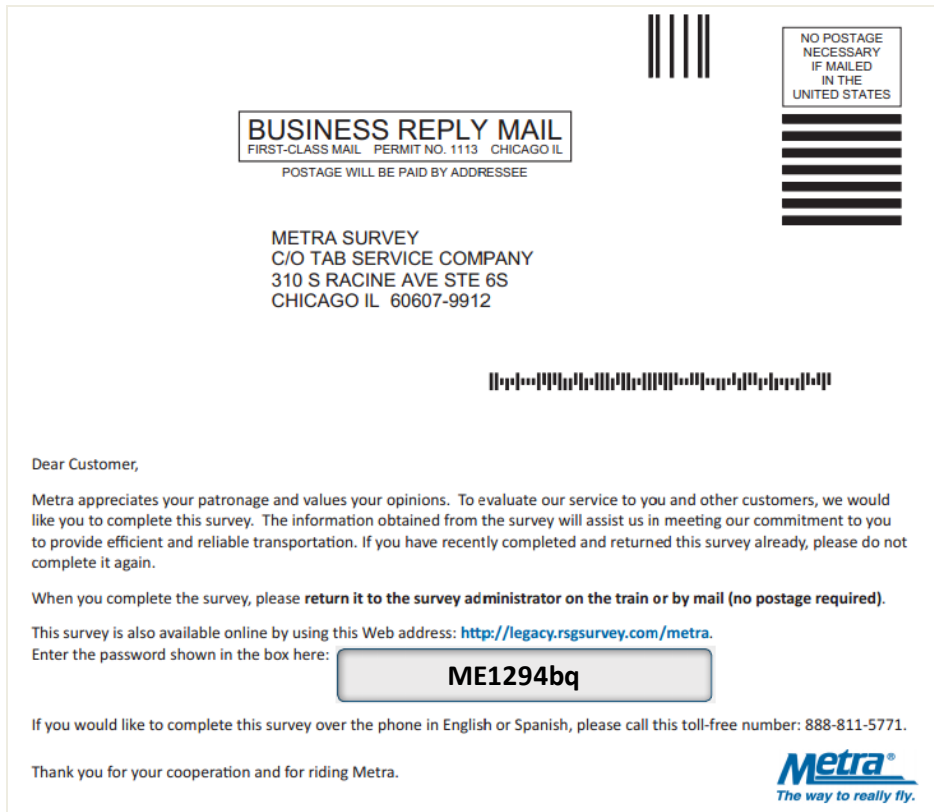 NO POSTAGE
NECESSARY
IF MAILED
IN THE
UNITED STATES
BUSINESS REPLY MAIL
FIRST-CLASS MAIL PERMIT NO. 1113 CHICAGO IL
POSTAGE WILL BE PAID BY ADDRESSEE
METRA SURVEY
C/O TAB SERVICE COMPANY
310 S RACINE AVE STE 6S
CHICAGO IL 60607-9912
Dear Customer,
Metra appreciates your patronage and values your opinions. To evaluate our service to you and other customers, we would
like you to complete this survey. The information obtained from the survey will assist us in meeting our commitment to you
to provide efficient and reliable transportation. If you have recently completed and returned this survey already, please do not
complete it again.
When you complete the survey, please return it to the survey administrator on the train or by mail (no postage required).
This survey is also available online by using this Web address: http://legacy.rsgsurvey.com/metra.
Enter the password shown in the box here:
ME1294bq
If you would like to complete this survey over the phone in English or Spanish, please call this toll-free number: 888-811-5771.
Thank you for your cooperation and for riding Metra.
Metra®
The way to really fly.